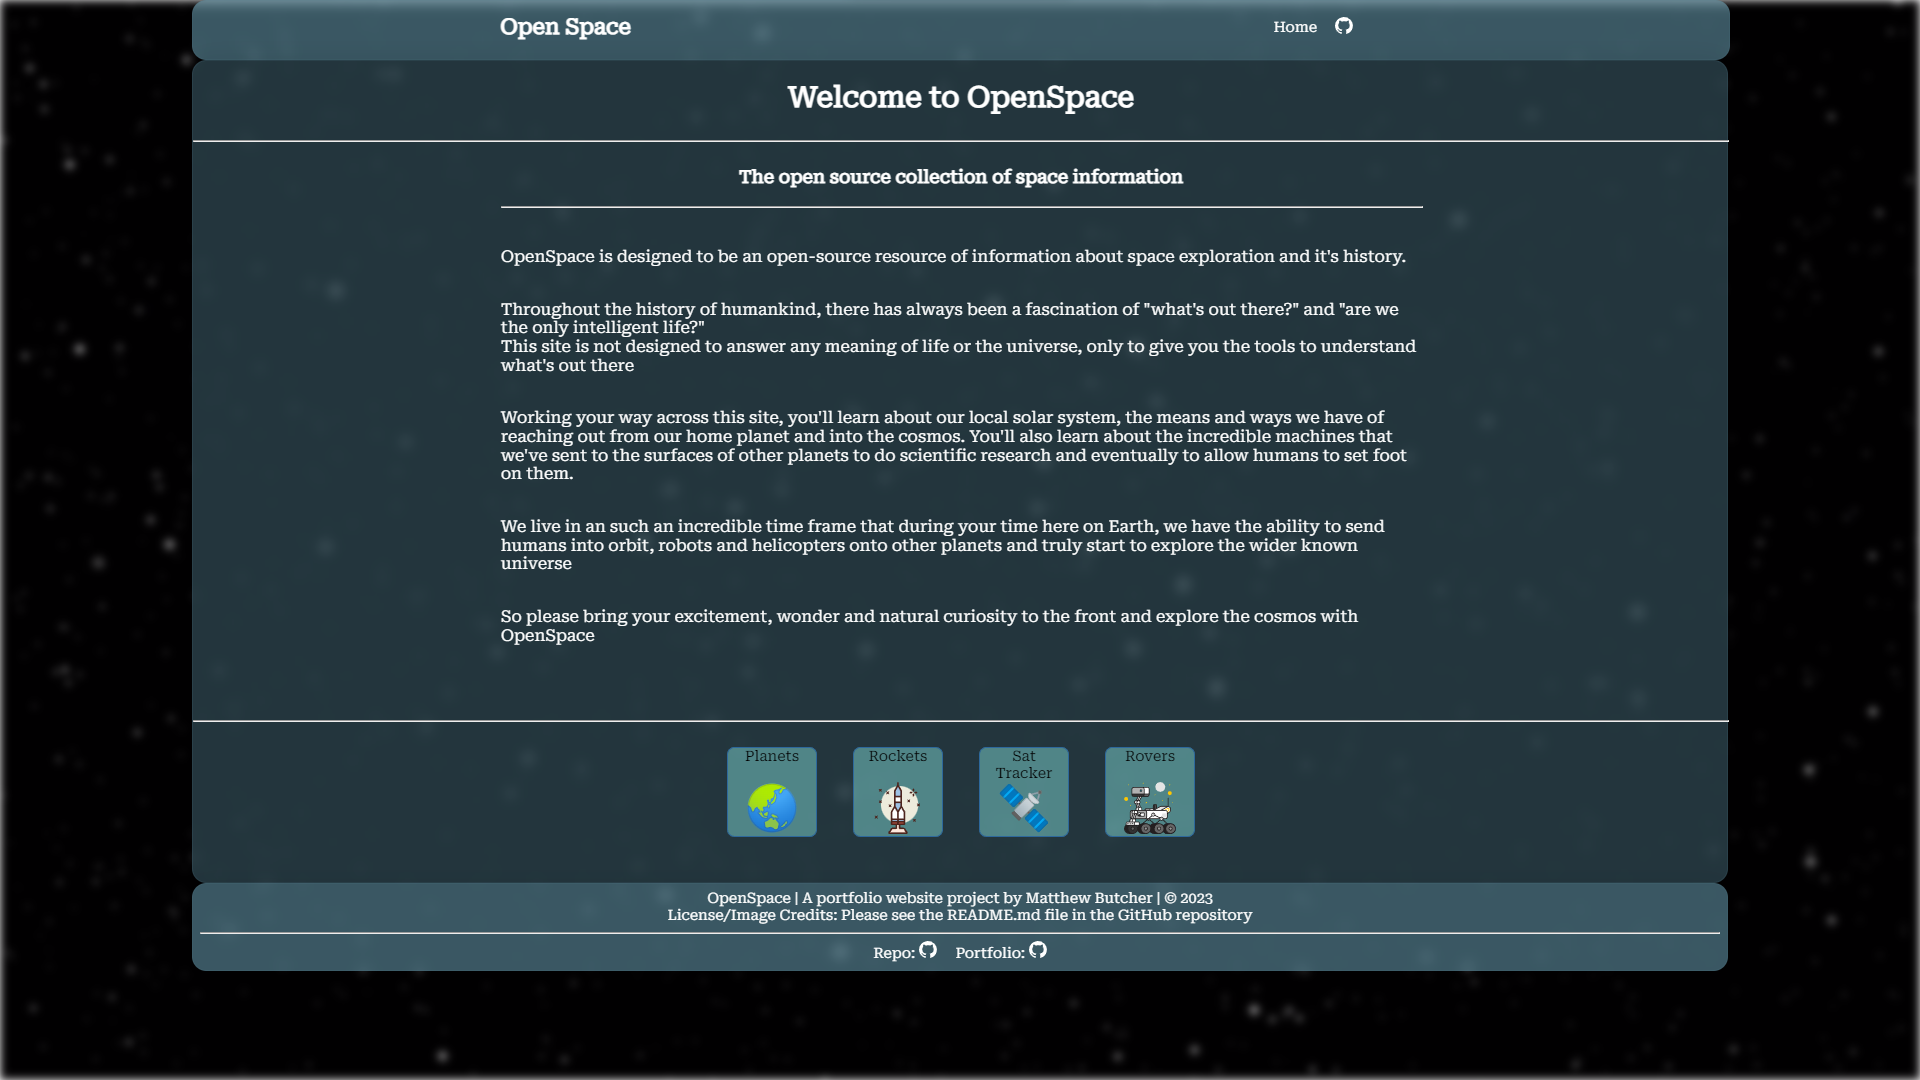 Open Space
Home
Welcome to OpenSpace
The open source collection of space information
OpenSpace is designed to be an open-source resource of information about space exploration and it's history.
Throughout the history of humankind, there has always been a fascination of "what's out there?" and "are we
the only intelligent life?"
This site is not designed to answer any meaning of life or the universe, only to give you the tools to understand
what's out there
Working your way across this site, you'll learn about our local solar system, the means and ways we have of
reaching out from our home planet and into the cosmos. You'll also learn about the incredible machines that
we've sent to the surfaces of other planets to do scientific research and eventually to allow humans to set foot
on them.
We live in an such an incredible time frame that during your time here on Earth, we have the ability to send
humans into orbit, robots and helicopters onto other planets and truly start to explore the wider known
universe
So please bring your excitement, wonder and natural curiosity to the front and explore the cosmos with
OpenSpace
Planets
Rockets
Sat
Tracker
Rovers
OpenSpace | A portfolio website project by Matthew Butcher | © 2023
License/Image Credits: Please see the README.md file in the GitHub repository
Repo:
Portfolio: